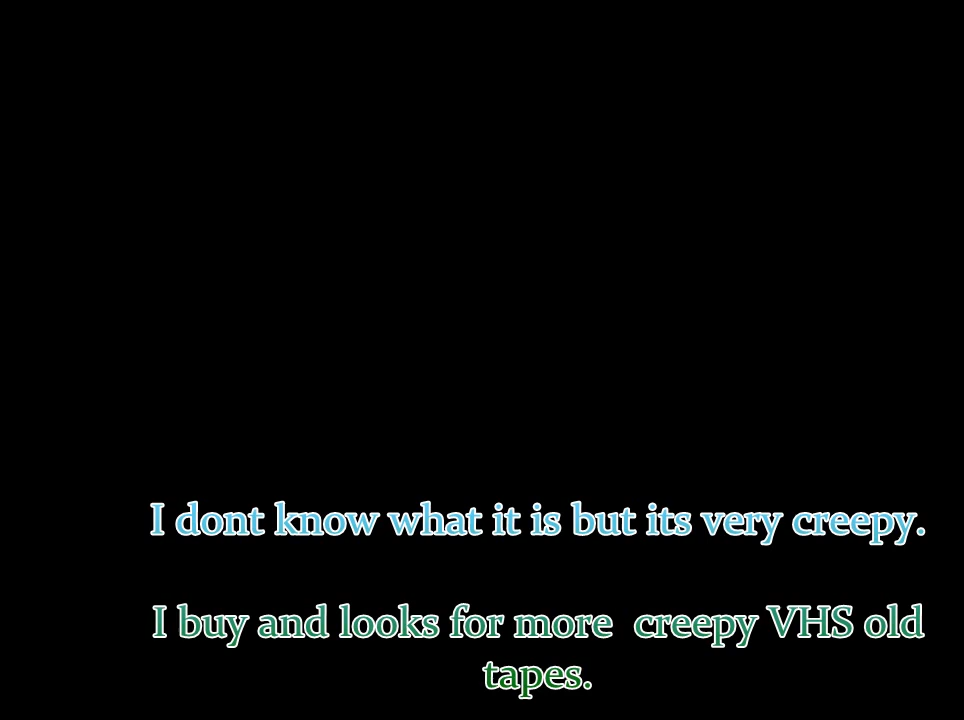 I dont know what it is but its very creepy.
I buy and looks for more  creepy VHS old
tapes.